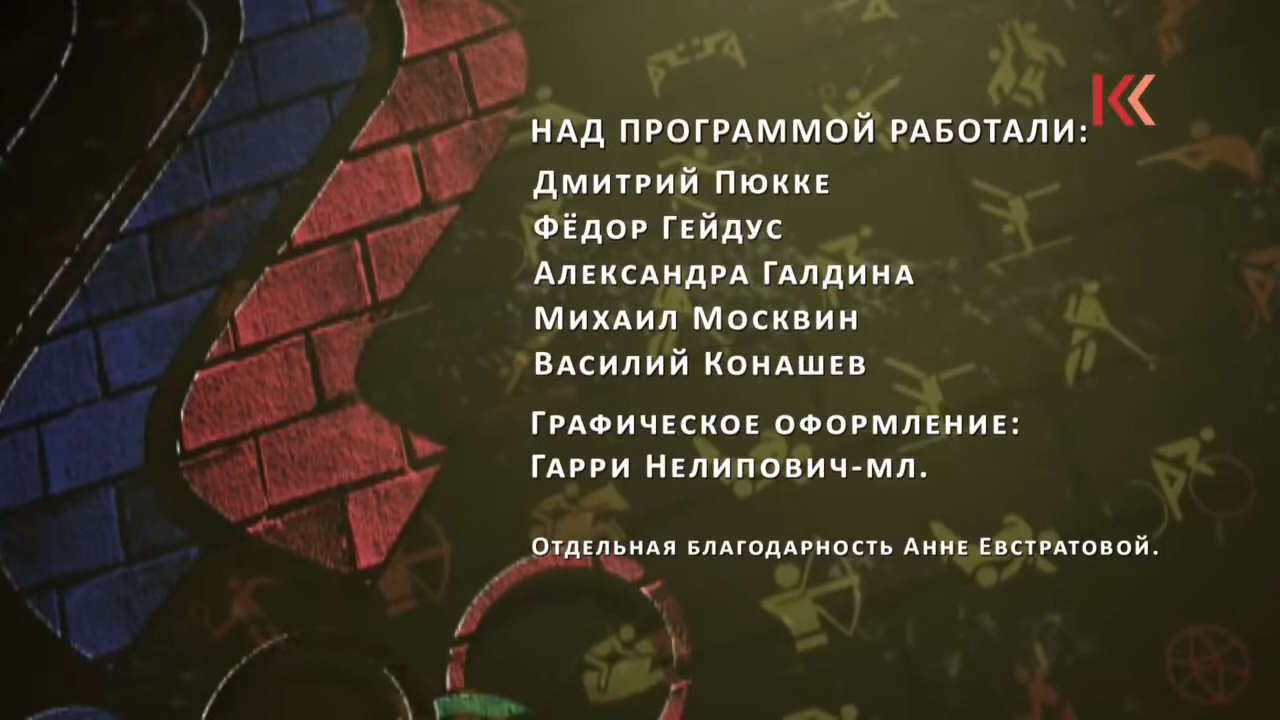 НАД ПРОГРАММОЙ РАБОТАЛИ:
ДМИТРИЙ ПЮККЕ
ФЁДОР ГЕЙДУС
АЛЕКСАНДРА ГАЛДИНА
МИХАИЛ МОСКВИН
ВАСИЛИЙ КОНАШЕВ
ГРАФИЧЕСКОЕ ОФОРМЛЕНИЕ:
ГАРРИ НЕЛИПОВИЧ-МЛ.
ОТДЕЛЬНАЯ БЛАГОДАРНОСТЬ АННЕ ЕВСТРАТОВОЙ.